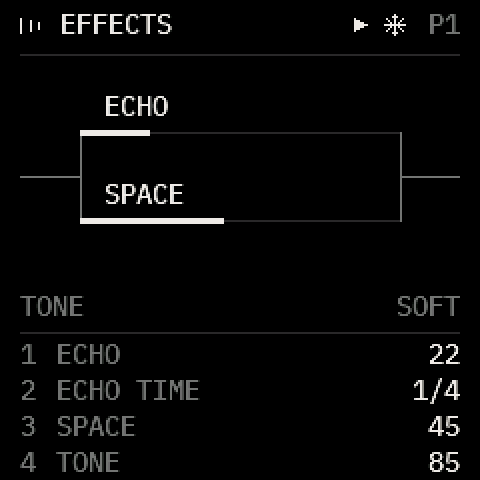 EFFECTS P1
ECHO
SPACE
TONE SOFT
1 ECHO 22
2 ECHO TIME 1/4
3 SPACE 45
4 TONE 85